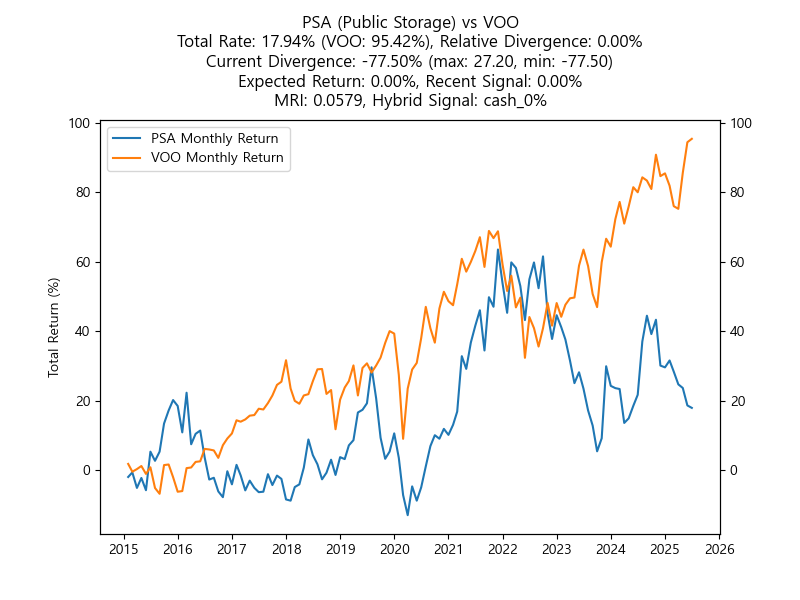 PSA (Public Storage) vs VOO
Total Rate: 17.94% (VOO: 95.42%), Relative Divergence: 0.00%
Current Divergence: -77.50% (max: 27.20, min: -77.50)
Expected Return: 0.00%, Recent Signal: 0.00%
MRI: 0.0579, Hybrid Signal: cash_0%
PSA Monthly Return
VOO Monthly Return
Total Return (%)
100
80
60
40
20
0
100
80
60
40
20
0
2015 2016 2017 2018 2019 2020 2021 2022 2023 2024 2025 2026